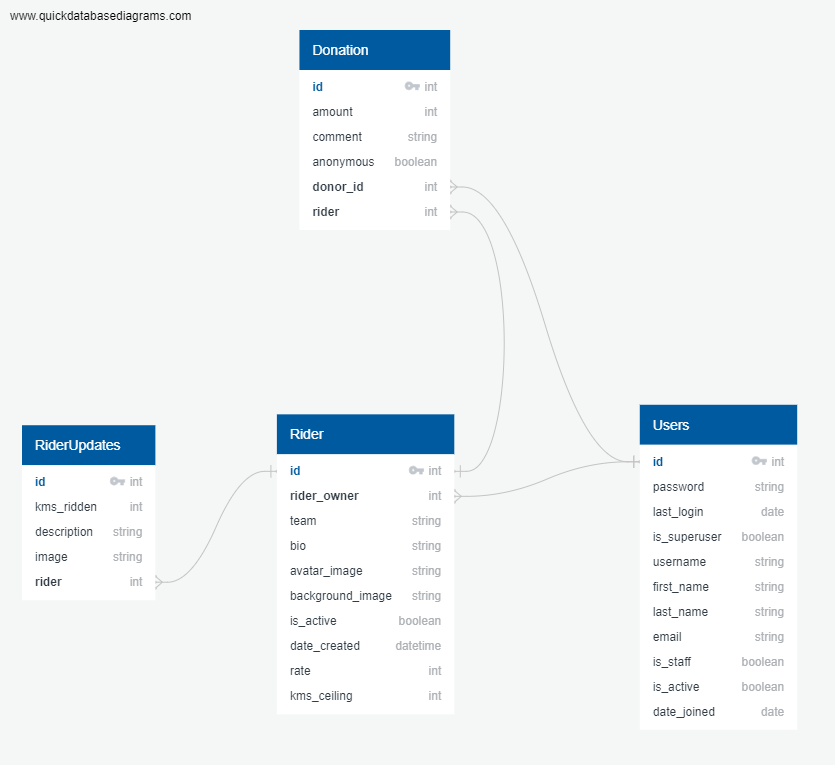 www.quickdatabasediagrams.com
Donation
id int
amount int
comment string
anonymous boolean
donor_id int
rider int
RiderUpdates
id int
kms_ridden int
description string
image string
rider int
Rider
id int
rider_owner int
team string
bio string
avatar_image string
background_image string
is_active boolean
date_created datetime
rate int
kms_ceiling int
Users
id int
password string
last_login date
is_superuser boolean
username string
first_name string
last_name string
email string
is_staff boolean
is_active boolean
date_joined date